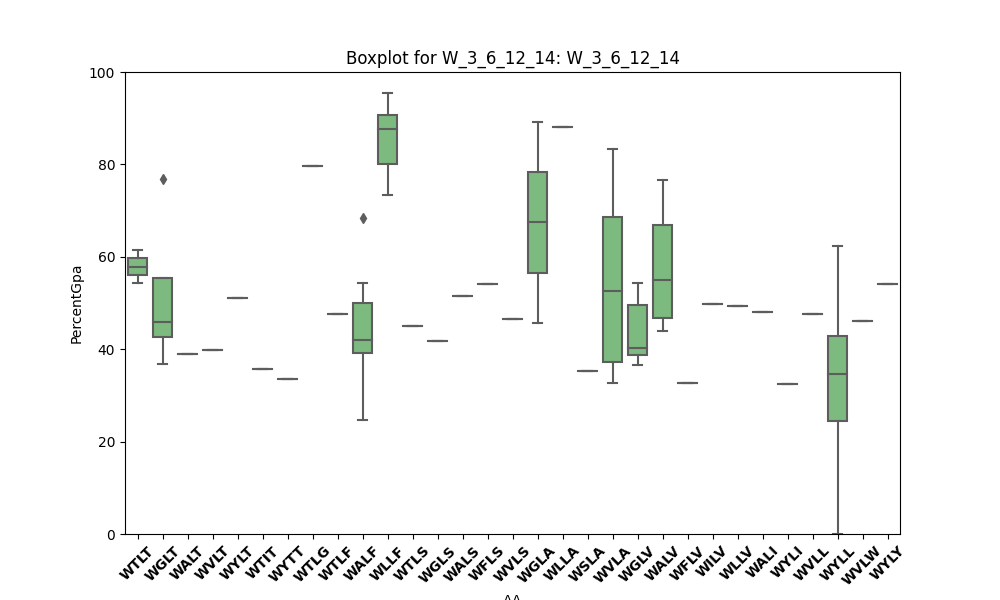 Boxplot for W_3_6_12_14: W_3_6_12_14
PercentGpa
100
80
60
40
20
0
WTLT WGLT WALT WVLT WYLT WTIT WYTT WTLG WTLF WALF WLLF WTLS WGLS WALS WFLS WVLS WGLA WLLA WSLA WVLA WGLV WALV WFLV WILV WLLV WALI WYLI WVLL WYLL WVLW WYLY